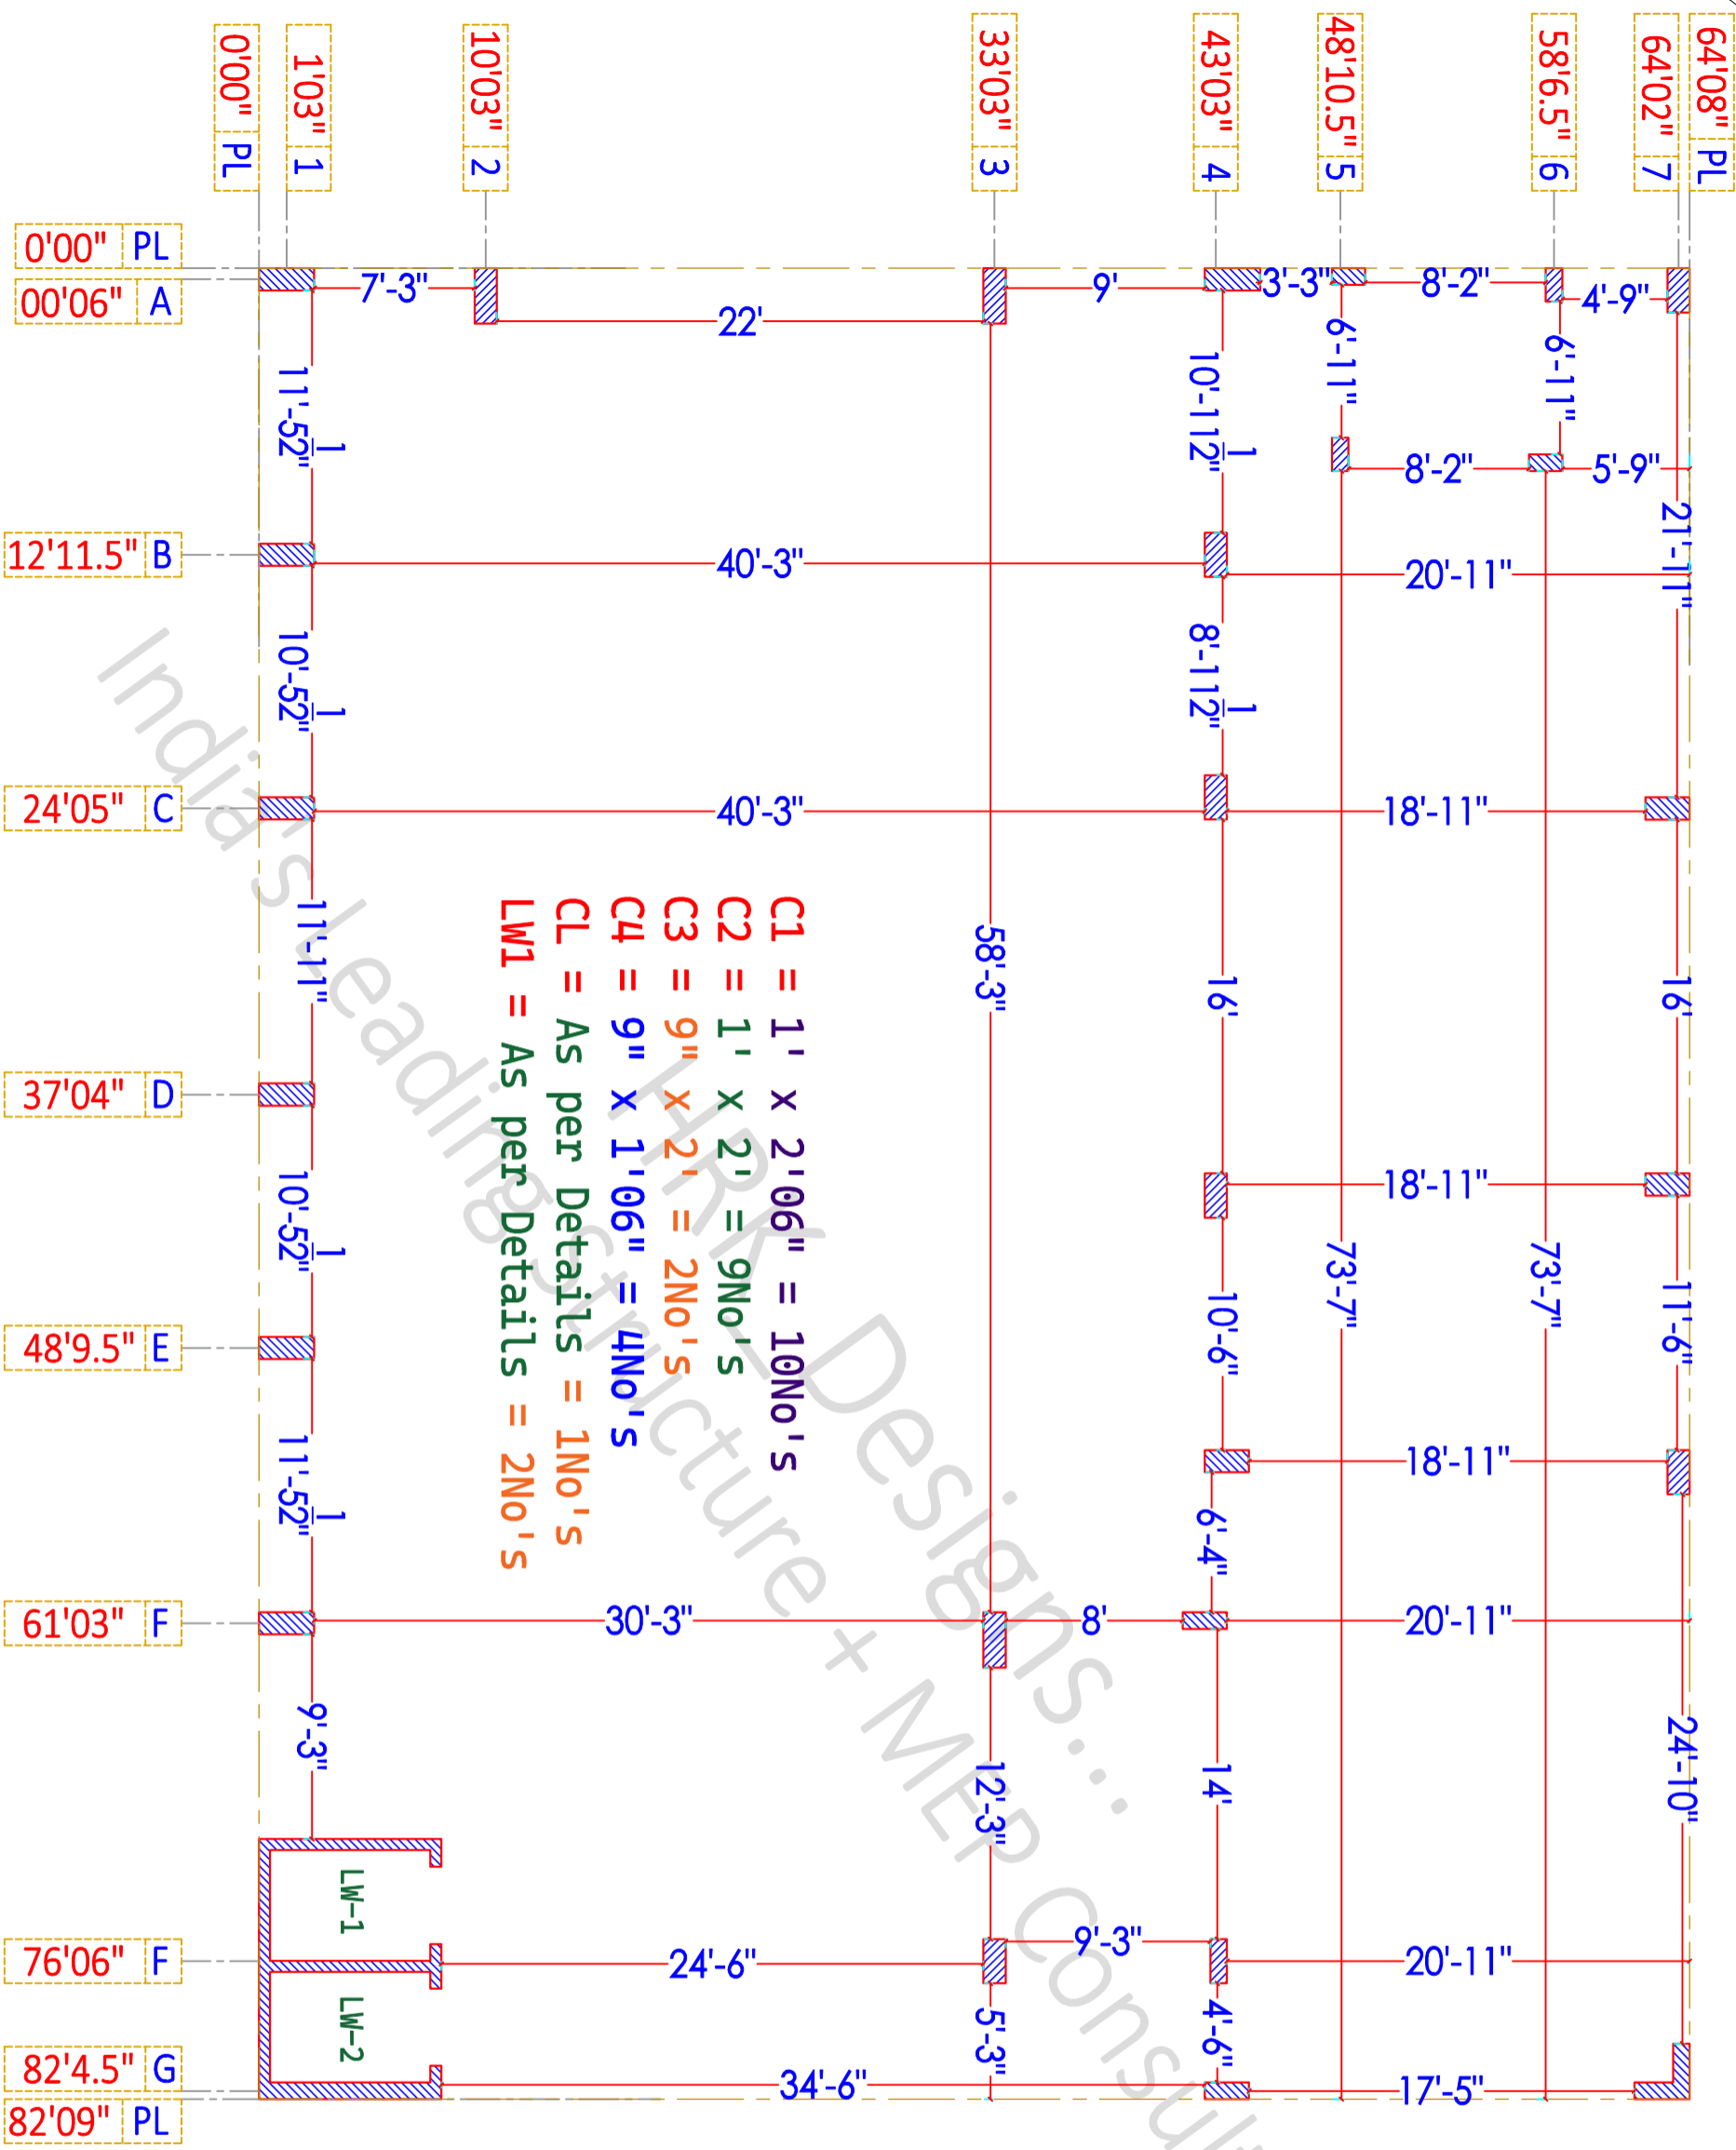 0'00" PL
1'03" 1
10'03" 2
33'03" 3
43'03" 4
48'10.5" 5
58'6.5" 6
64'02" 7
64'08" PL
0'00" PL
00'06" A
12'11.5" B
24'05" C
37'04" D
48'9.5" E
61'03" F
76'06" F
82'4.5" G
82'09" PL
7'-3"
22'
9'
3'-3"
8'-2"
4'-9"
11'-5 1/2"
10'-11 1/2"
6'-11"
6'-11"
21'-11"
8'-2"
5'-9"
40'-3"
20'-11"
10'-5 1/2"
8'-11 1/2"
40'-3"
18'-11"
11'-11"
58'-3"
16'
16'
18'-11"
10'-5 1/2"
73'-7"
73'-7"
10'-6"
11'-6"
18'-11"
11'-5 1/2"
6'-4"
30'-3"
8'
20'-11"
9'-3"
12'-3"
14'
24'-10"
24'-6"
9'-3"
20'-11"
5'-3"
4'-6"
34'-6"
17'-5"
LW-1
LW-2
C1 = 1' x 2'06" = 10No's
C2 = 1' x 2' = 9No's
C3 = 9" x 2' = 2No's
C4 = 9" x 1'06" = 4No's
CL = As per Details = 1No's
LW1 = As per Details = 2No's
HRK Designs...
India's Leading Structure + MEP Consul